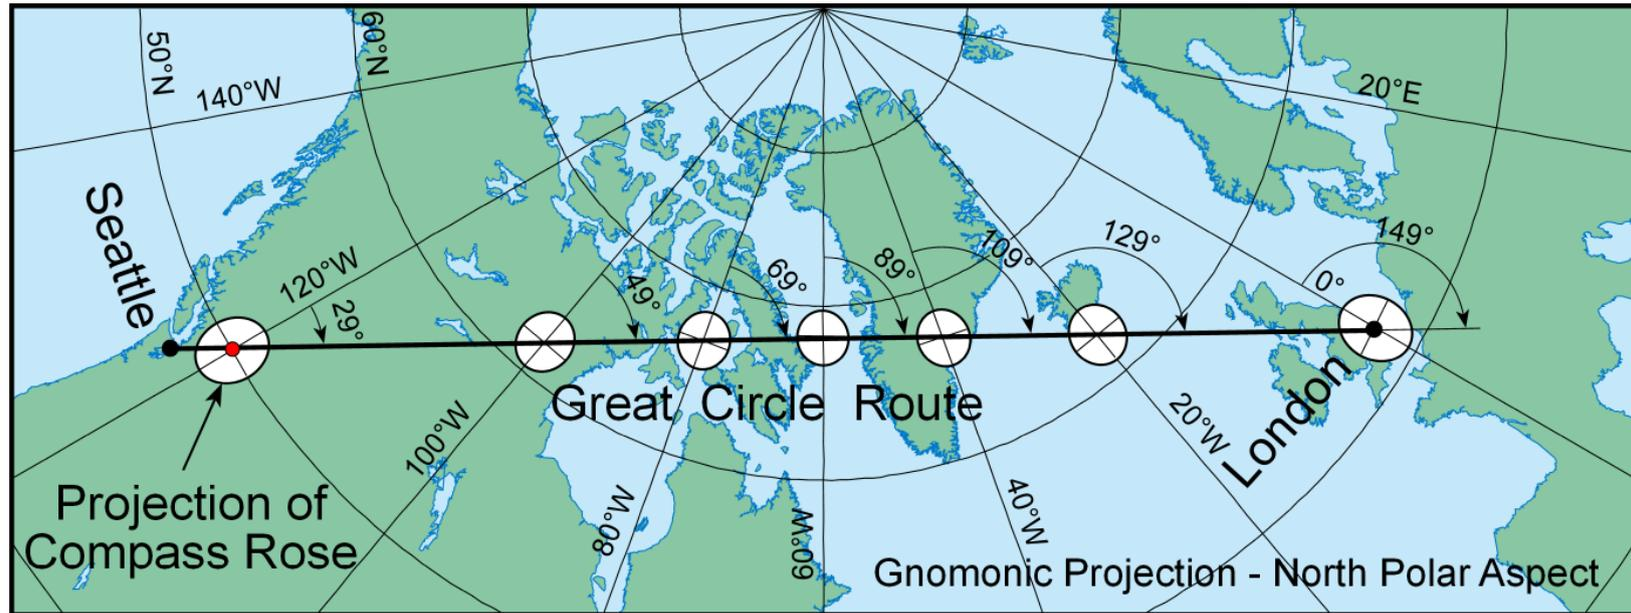 50°N
60°N
140°W
20°E
Seattle
120°W
29°
49°
69°
89°
109°
129°
149°
0°
Great Circle Route
100°W
80°W
60°W
40°W
20°W
London
Projection of
Compass Rose
Gnomonic Projection - North Polar Aspect